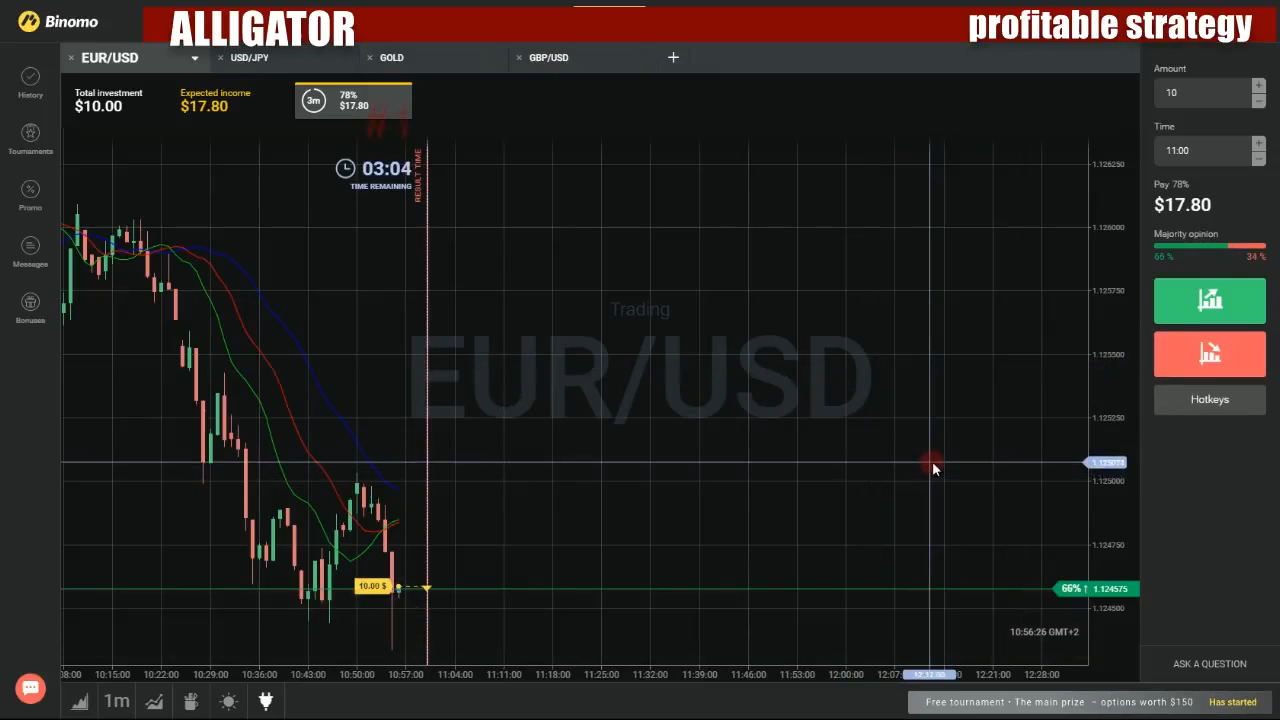 Binomo
ALLIGATOR
profitable strategy
EUR/USD
USD/JPY
GOLD
GBP/USD
Total investment
$10.00
Expected income
$17.80
3m
78%
$17.80
# 1
03:04
TIME REMAINING
RESULT TIME
History
Tournaments
Promo
Messages
Bonuses
Amount
10
Time
11:00
Pay 78%
$17.80
Majority opinion
66 %
34 %
Hotkeys
ASK A QUESTION
Trading
EUR/USD
1.126250
1.126000
1.125750
1.125500
1.125250
1.125000
1.124750
1.124500
10.00 $
66% ↑ 1.124575
10:56:26 GMT+2
:08:00 10:15:00 10:22:00 10:29:00 10:36:00 10:43:00 10:50:00 10:57:00 11:04:00 11:11:00 11:18:00 11:25:00 11:32:00 11:39:00 11:46:00 11:53:00 12:00:00 12:07: 12:21:00 12:28:00
1m
Free tournament · The main prize – options worth $150 Has started